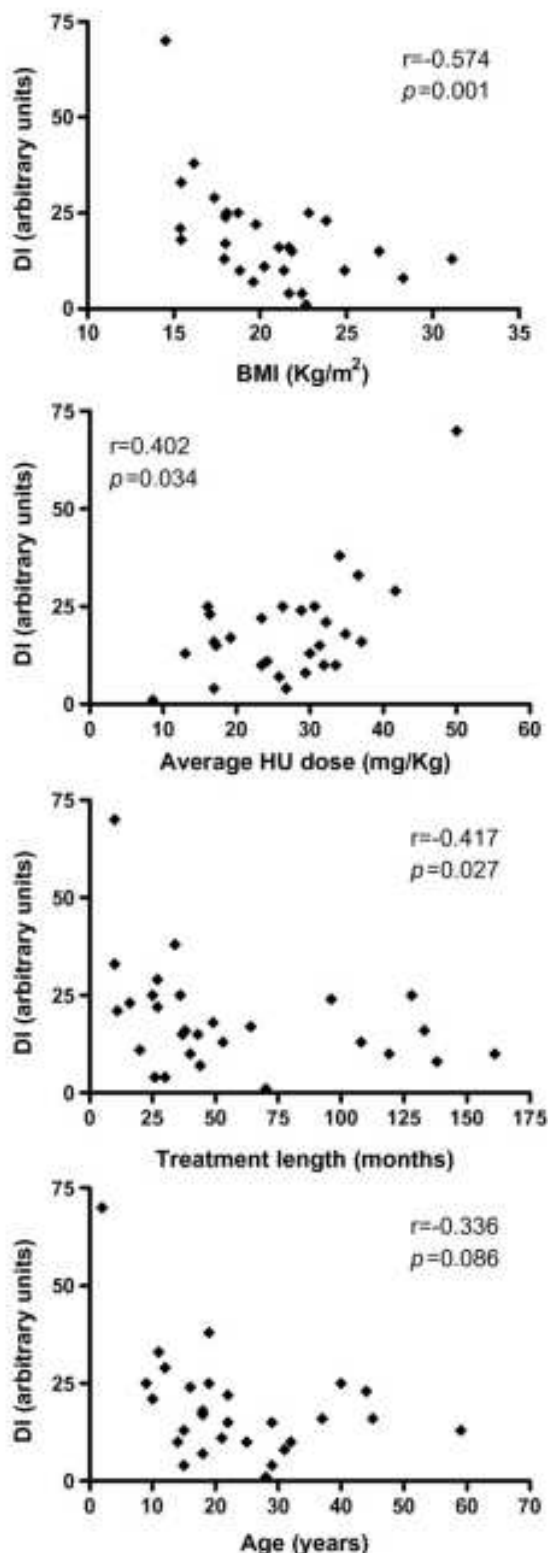 75
r=-0.574
p=0.001
50
25
0
DI (arbitrary units)
10 15 20 25 30 35
BMI (Kg/m²)
75
r=0.402
p=0.034
50
25
0
DI (arbitrary units)
0 10 20 30 40 50 60
Average HU dose (mg/Kg)
75
r=-0.417
p=0.027
50
25
0
DI (arbitrary units)
0 25 50 75 100 125 150 175
Treatment length (months)
75
r=-0.336
p=0.086
50
25
0
DI (arbitrary units)
0 10 20 30 40 50 60 70
Age (years)